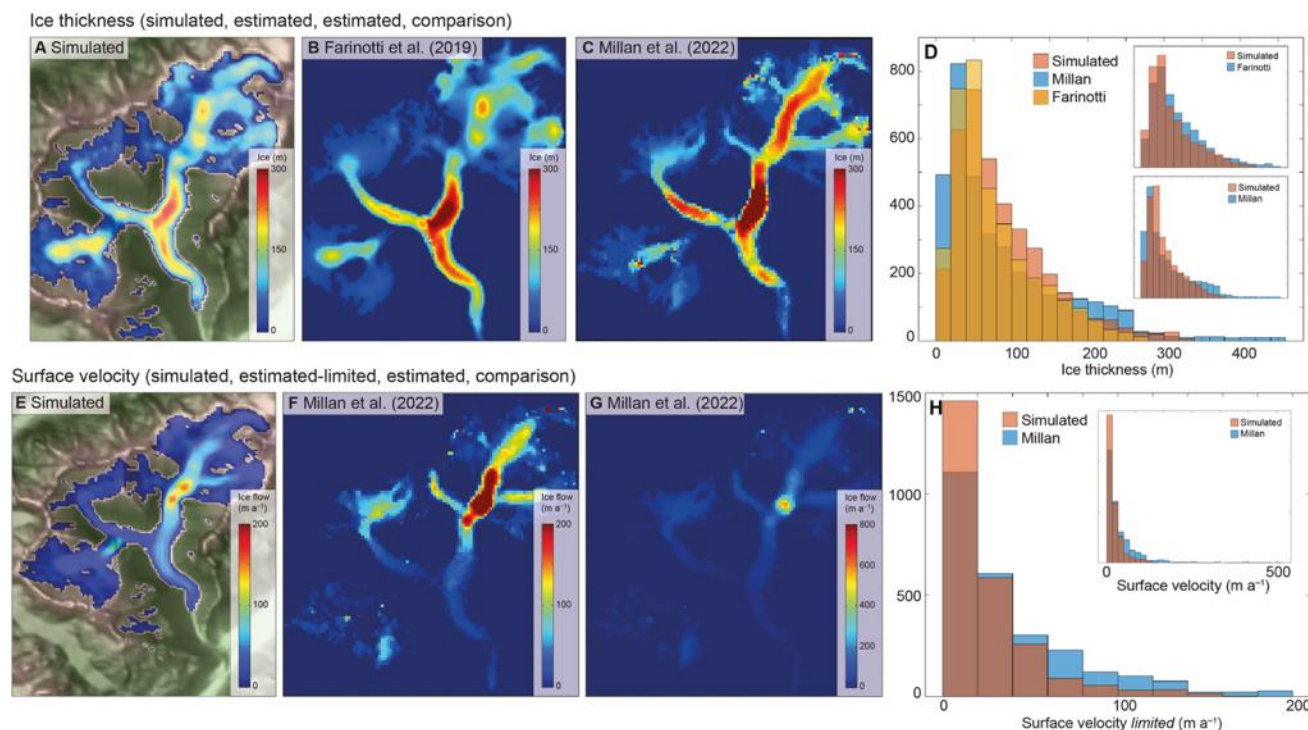 Ice thickness (simulated, estimated, estimated, comparison)
A Simulated
B Farinotti et al. (2019)
C Millan et al. (2022)
D
Ice (m)
300
150
0
Ice (m)
300
150
0
Ice (m)
300
150
0
800
600
400
200
0
Simulated
Millan
Farinotti
Simulated
Farinotti
Simulated
Millan
0
100
200
300
400
Ice thickness (m)
Surface velocity (simulated, estimated-limited, estimated, comparison)
E Simulated
F Millan et al. (2022)
G Millan et al. (2022)
H
Ice flow
(m a⁻¹)
200
100
0
Ice flow
(m a⁻¹)
200
100
0
Ice flow
(m a⁻¹)
800
600
400
200
0
1500
1000
500
0
Simulated
Millan
Simulated
Millan
0
500
Surface velocity (m a⁻¹)
0
100
200
Surface velocity limited (m a⁻¹)